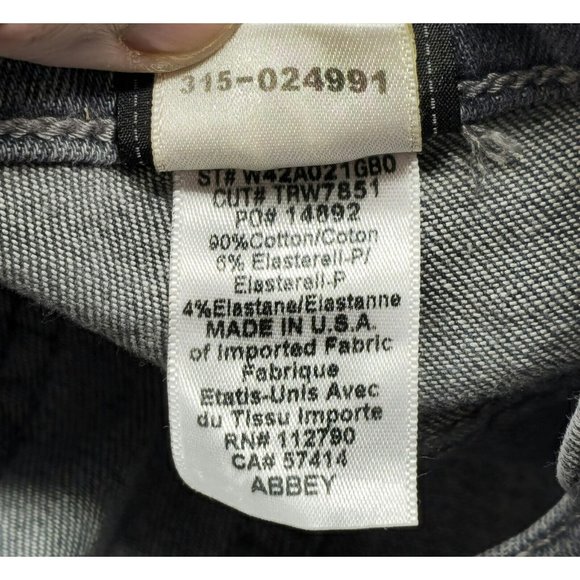 315-024991
ST# W42A021GB0
CUT# TRW7851
PO# 14892
90%Cotton/Coton
6% Elasterell-P/
Elasterell-P
4%Elastane/Elastanne
MADE IN U.S.A.
of Imported Fabric
Fabrique
Etatis-Unis Avec
du Tissu Importe
RN# 112790
CA# 57414
ABBEY